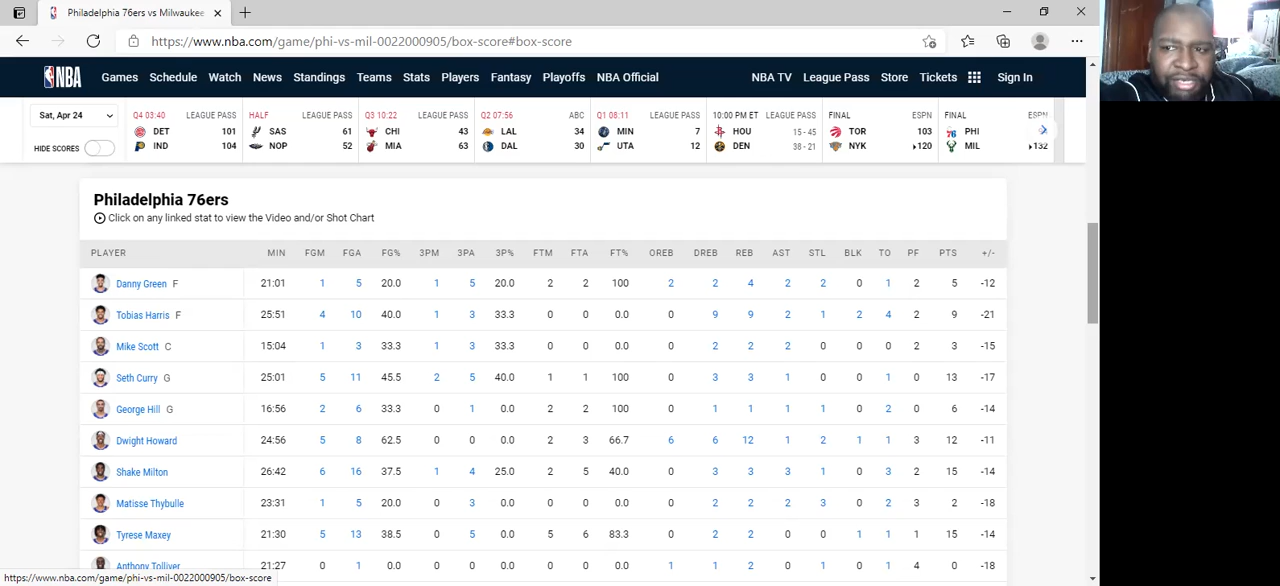 Philadelphia 76ers vs Milwaukee
https://www.nba.com/game/phi-vs-mil-0022000905/box-score#box-score
NBA Games Schedule Watch News Standings Teams Stats Players Fantasy Playoffs NBA Official NBA TV League Pass Store Tickets Sign In
Sat, Apr 24
HIDE SCORES
Q4 03:40 LEAGUE PASS
DET 101
IND 104
HALF LEAGUE PASS
SAS 61
NOP 52
Q3 10:22 LEAGUE PASS
CHI 43
MIA 63
Q2 07:56 ABC
LAL 34
DAL 30
Q1 08:11 LEAGUE PASS
MIN 7
UTA 12
10:00 PM ET LEAGUE PASS
HOU 15 - 45
DEN 38 - 21
FINAL ESPN
TOR 103
NYK 120
FINAL ESPN
PHI
MIL 132
Philadelphia 76ers
Click on any linked stat to view the Video and/or Shot Chart
PLAYER MIN FGM FGA FG% 3PM 3PA 3P% FTM FTA FT% OREB DREB REB AST STL BLK TO PF PTS +/-
Danny Green F 21:01 1 5 20.0 1 5 20.0 2 2 100 2 2 4 2 2 0 1 2 5 -12
Tobias Harris F 25:51 4 10 40.0 1 3 33.3 0 0 0.0 0 9 9 2 1 2 4 2 9 -21
Mike Scott C 15:04 1 3 33.3 1 3 33.3 0 0 0.0 0 2 2 2 0 0 0 2 3 -15
Seth Curry G 25:01 5 11 45.5 2 5 40.0 1 1 100 0 3 3 1 0 0 1 0 13 -17
George Hill G 16:56 2 6 33.3 0 1 0.0 2 2 100 0 1 1 1 1 0 2 0 6 -14
Dwight Howard 24:56 5 8 62.5 0 0 0.0 2 3 66.7 6 6 12 1 2 1 1 3 12 -11
Shake Milton 26:42 6 16 37.5 1 4 25.0 2 5 40.0 0 3 3 3 1 0 3 2 15 -14
Matisse Thybulle 23:31 1 5 20.0 0 3 0.0 0 0 0.0 0 2 2 2 3 0 2 3 2 -18
Tyrese Maxey 21:30 5 13 38.5 0 5 0.0 5 6 83.3 0 2 2 0 0 1 1 1 15 -14
Anthony Tolliver 21:27 0 1 0.0 0 1 0.0 0 0 0.0 1 1 2 0 1 0 1 4 0 -18
https://www.nba.com/game/phi-vs-mil-0022000905/box-score